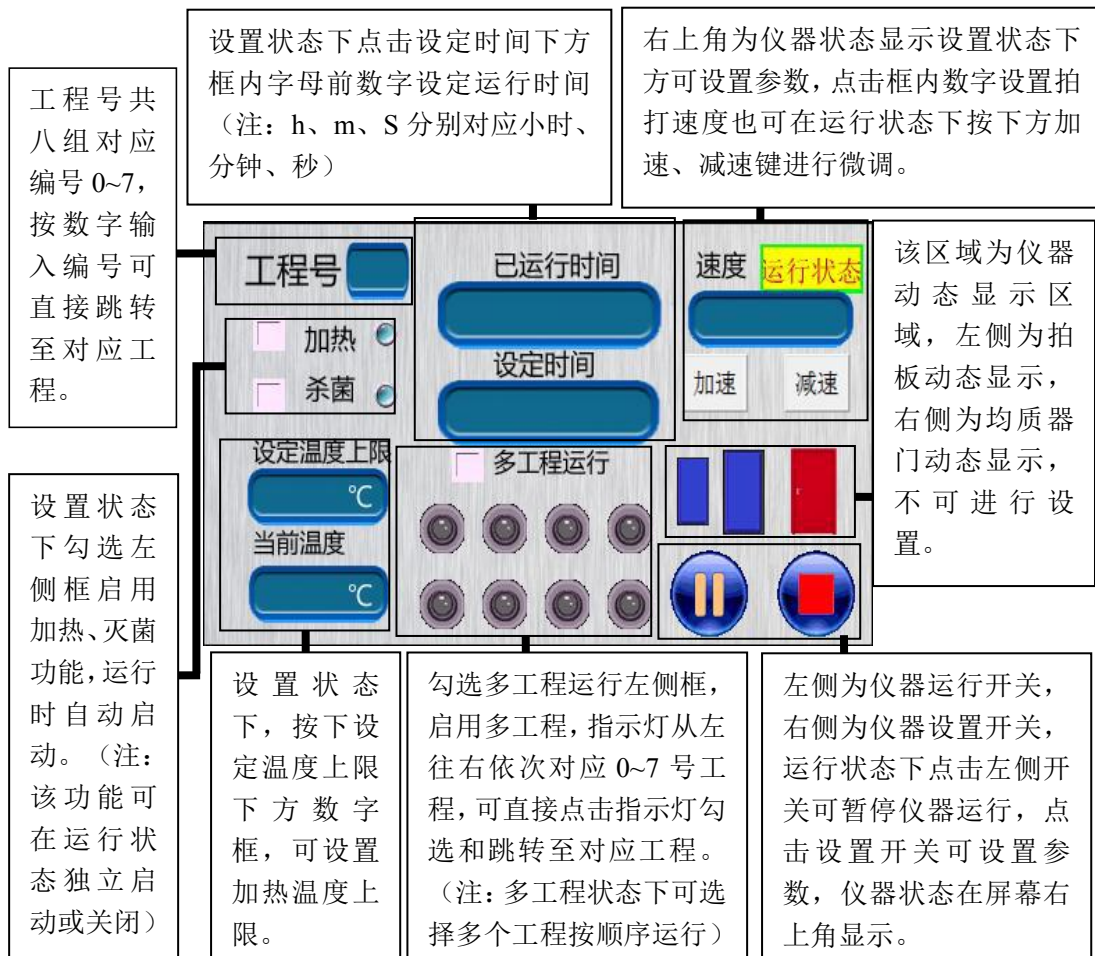 设置状态下点击设定时间下方
框内字母前数字设定运行时间
（注：h、m、S 分别对应小时、
分钟、秒）
右上角为仪器状态显示设置状态下
方可设置参数，点击框内数字设置拍
打速度也可在运行状态下按下方加
速、减速键进行微调。
工程号共
八组对应
编号 0~7，
按数字输
入编号可
直接跳转
至对应工
程。
工程号
加热
杀菌
已运行时间
设定时间
速度
运行状态
加速
减速
设定温度上限
℃
当前温度
℃
多工程运行
该区域为仪器
动态显示区
域，左侧为拍
板动态显示，
右侧为均质器
门动态显示，
不可进行设
置。
设置状态
下勾选左
侧框启用
加热、灭菌
功能，运行
时自动启
动。（注：
该功能可
在运行状
态独立启
动或关闭）
设置状态
下，按下设
定温度上限
下方数字
框，可设置
加热温度上
限。
勾选多工程运行左侧框，
启用多工程，指示灯从左
往右依次对应 0~7 号工
程，可直接点击指示灯勾
选和跳转至对应工程。
（注：多工程状态下可选
择多个工程按顺序运行）
左侧为仪器运行开关，
右侧为仪器设置开关，
运行状态下点击左侧开
关可暂停仪器运行，点
击设置开关可设置参
数，仪器状态在屏幕右
上角显示。